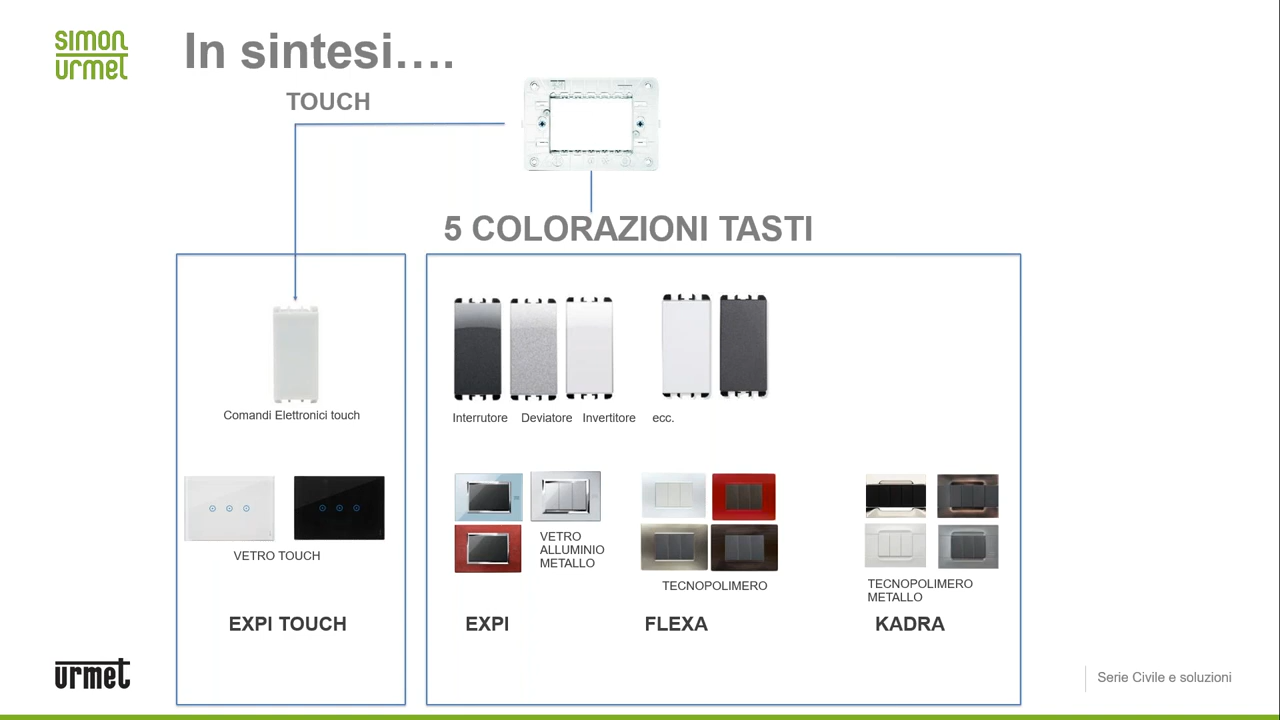 simon
urmet
In sintesi….
TOUCH
5 COLORAZIONI TASTI
Comandi Elettronici touch
Interrutore Deviatore Invertitore ecc.
VETRO TOUCH
VETRO
ALLUMINIO
METALLO
TECNOPOLIMERO
TECNOPOLIMERO
METALLO
EXPI TOUCH
EXPI
FLEXA
KADRA
urmet
Serie Civile e soluzioni